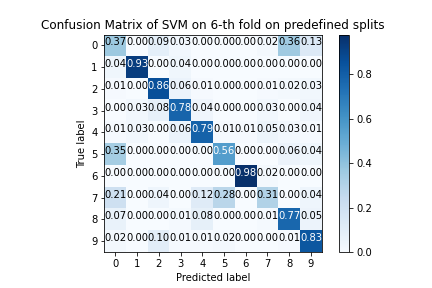 Confusion Matrix of SVM on 6-th fold on predefined splits
0 0.37 0.00 0.09 0.03 0.00 0.00 0.00 0.02 0.36 0.13
1 0.04 0.93 0.00 0.04 0.00 0.00 0.00 0.00 0.00 0.00
2 0.01 0.00 0.86 0.06 0.01 0.00 0.00 0.01 0.02 0.03
3 0.00 0.03 0.08 0.78 0.04 0.00 0.00 0.03 0.00 0.04
4 0.01 0.03 0.00 0.06 0.79 0.01 0.01 0.05 0.03 0.01
5 0.35 0.00 0.00 0.00 0.00 0.56 0.00 0.00 0.06 0.04
6 0.00 0.00 0.00 0.00 0.00 0.00 0.98 0.02 0.00 0.00
7 0.21 0.00 0.04 0.00 0.12 0.28 0.00 0.31 0.00 0.04
8 0.07 0.00 0.00 0.01 0.08 0.00 0.00 0.01 0.77 0.05
9 0.02 0.00 0.10 0.01 0.01 0.02 0.00 0.00 0.01 0.83
0 1 2 3 4 5 6 7 8 9
Predicted label
True label
0.8
0.6
0.4
0.2
0.0